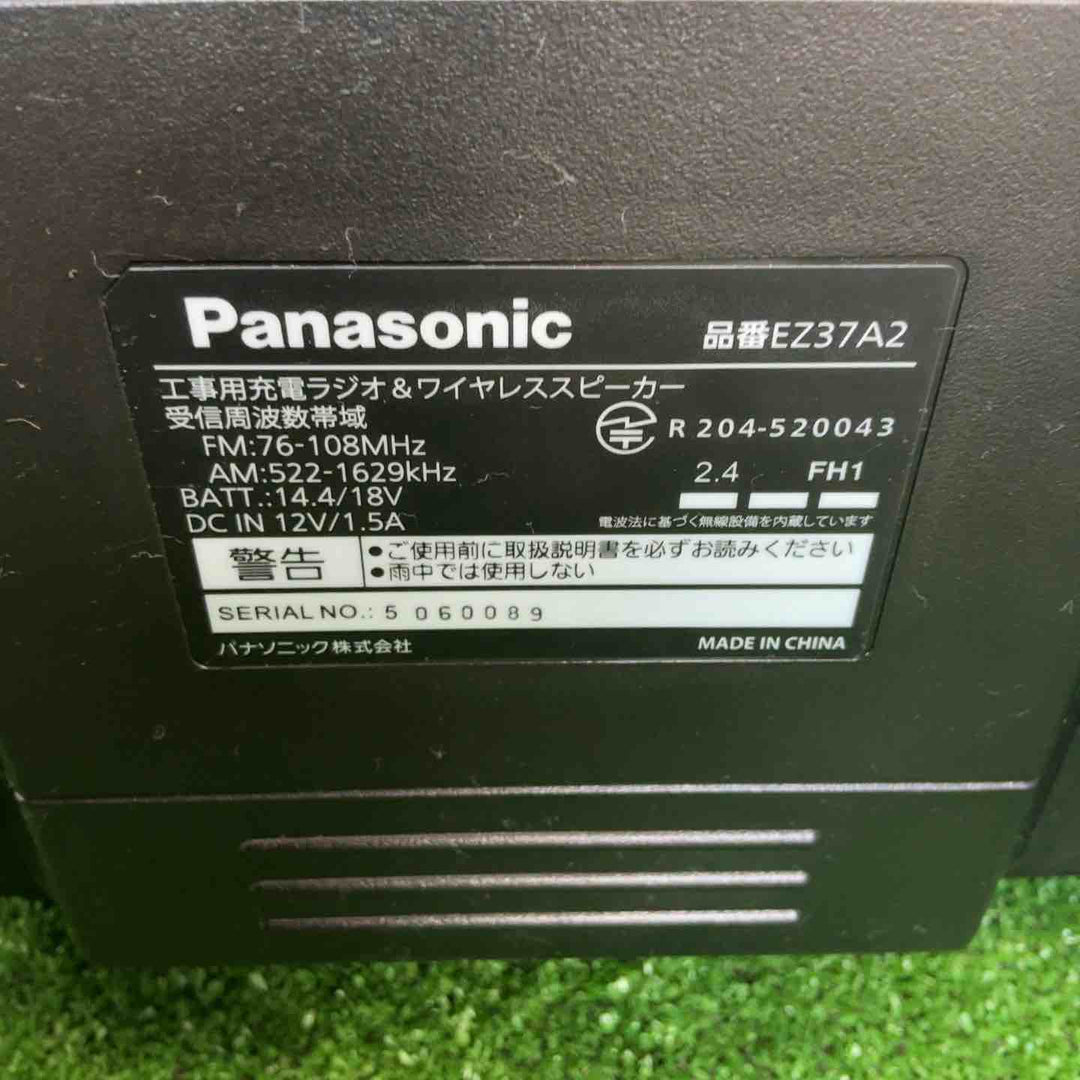 Panasonic 品番EZ37A2
工事用充電ラジオ&ワイヤレススピーカー
受信周波数帯域
FM:76-108MHz
AM:522-1629kHz
BATT.:14.4/18V
DC IN 12V/1.5A
R 204-520043
2.4 FH1
電波法に基づく無線設備を内蔵しています
警告
●ご使用前に取扱説明書を必ずお読みください
●雨中では使用しない
SERIAL NO.: 5 060089
パナソニック株式会社 MADE IN CHINA